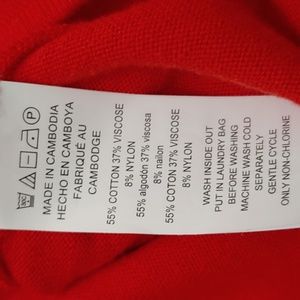 MADE IN CAMBODIA
HECHO EN CAMBOYA
FABRIQUÉ AU
CAMBODGE
55% COTTON 37% VISCOSE
8% NYLON
55% algodón 37% viscosa
8% nailon
55% COTON 37% VISCOSE
8% NYLON
WASH INSIDE OUT
PUT IN LAUNDRY BAG
BEFORE WASHING
MACHINE WASH COLD
SEPARATELY
GENTLE CYCLE
ONLY NON-CHLORINE